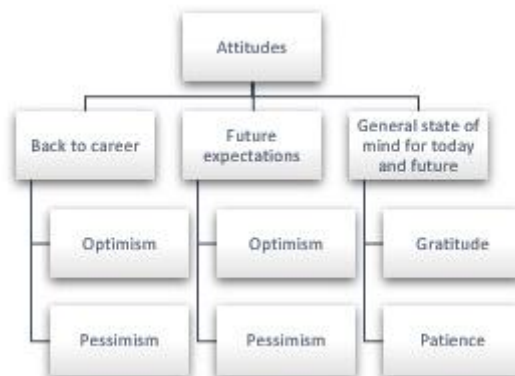 Attitudes
Back to career
Future
expectations
General state of
mind for today
and future
Optimism
Optimism
Gratitude
Pessimism
Pessimism
Patience